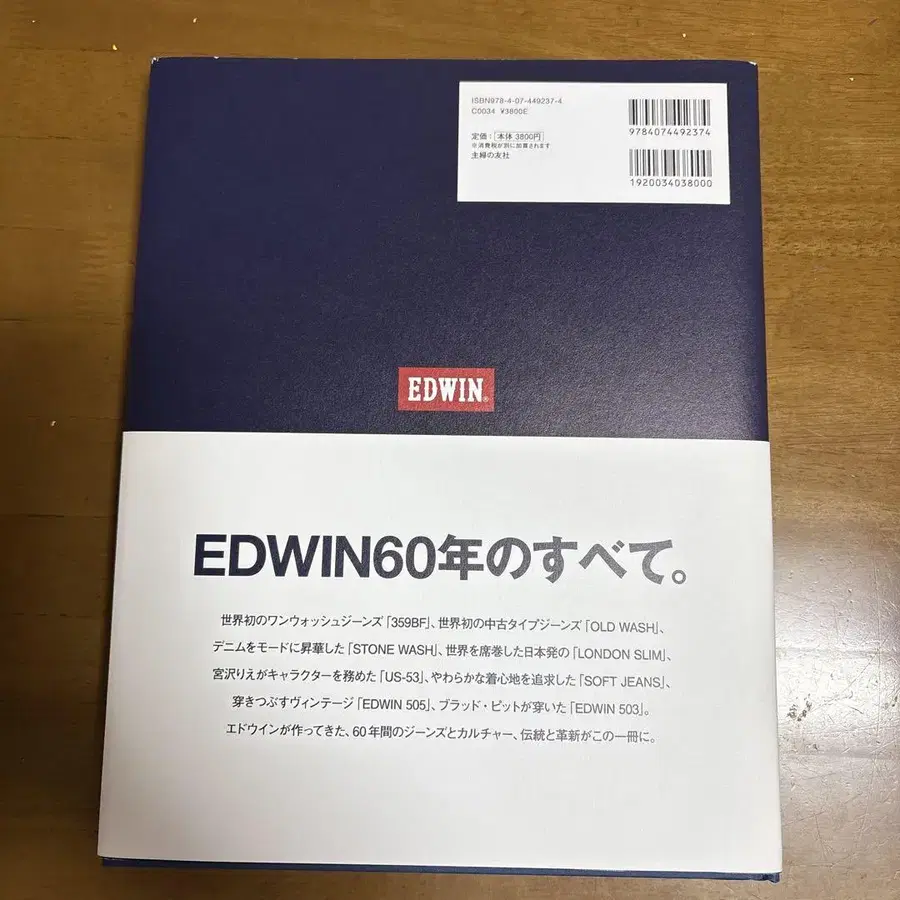 ISBN978-4-07-449237-4
C0034 ¥3800E
定価：本体 3800円
※消費税が別に加算されます
主婦の友社
9784074492374
1920034038000
EDWIN®
EDWIN60年のすべて。
世界初のワンウォッシュジーンズ「359BF」、世界初の中古タイプジーンズ「OLD WASH」、
デニムをモードに昇華した「STONE WASH」、世界を席巻した日本発の「LONDON SLIM」、
宮沢りえがキャラクターを務めた「US-53」、やわらかな着心地を追求した「SOFT JEANS」、
穿きつぶすヴィンテージ「EDWIN 505」、ブラッド・ピットが穿いた「EDWIN 503」。
エドウインが作ってきた、60年間のジーンズとカルチャー、伝統と革新がこの一冊に。